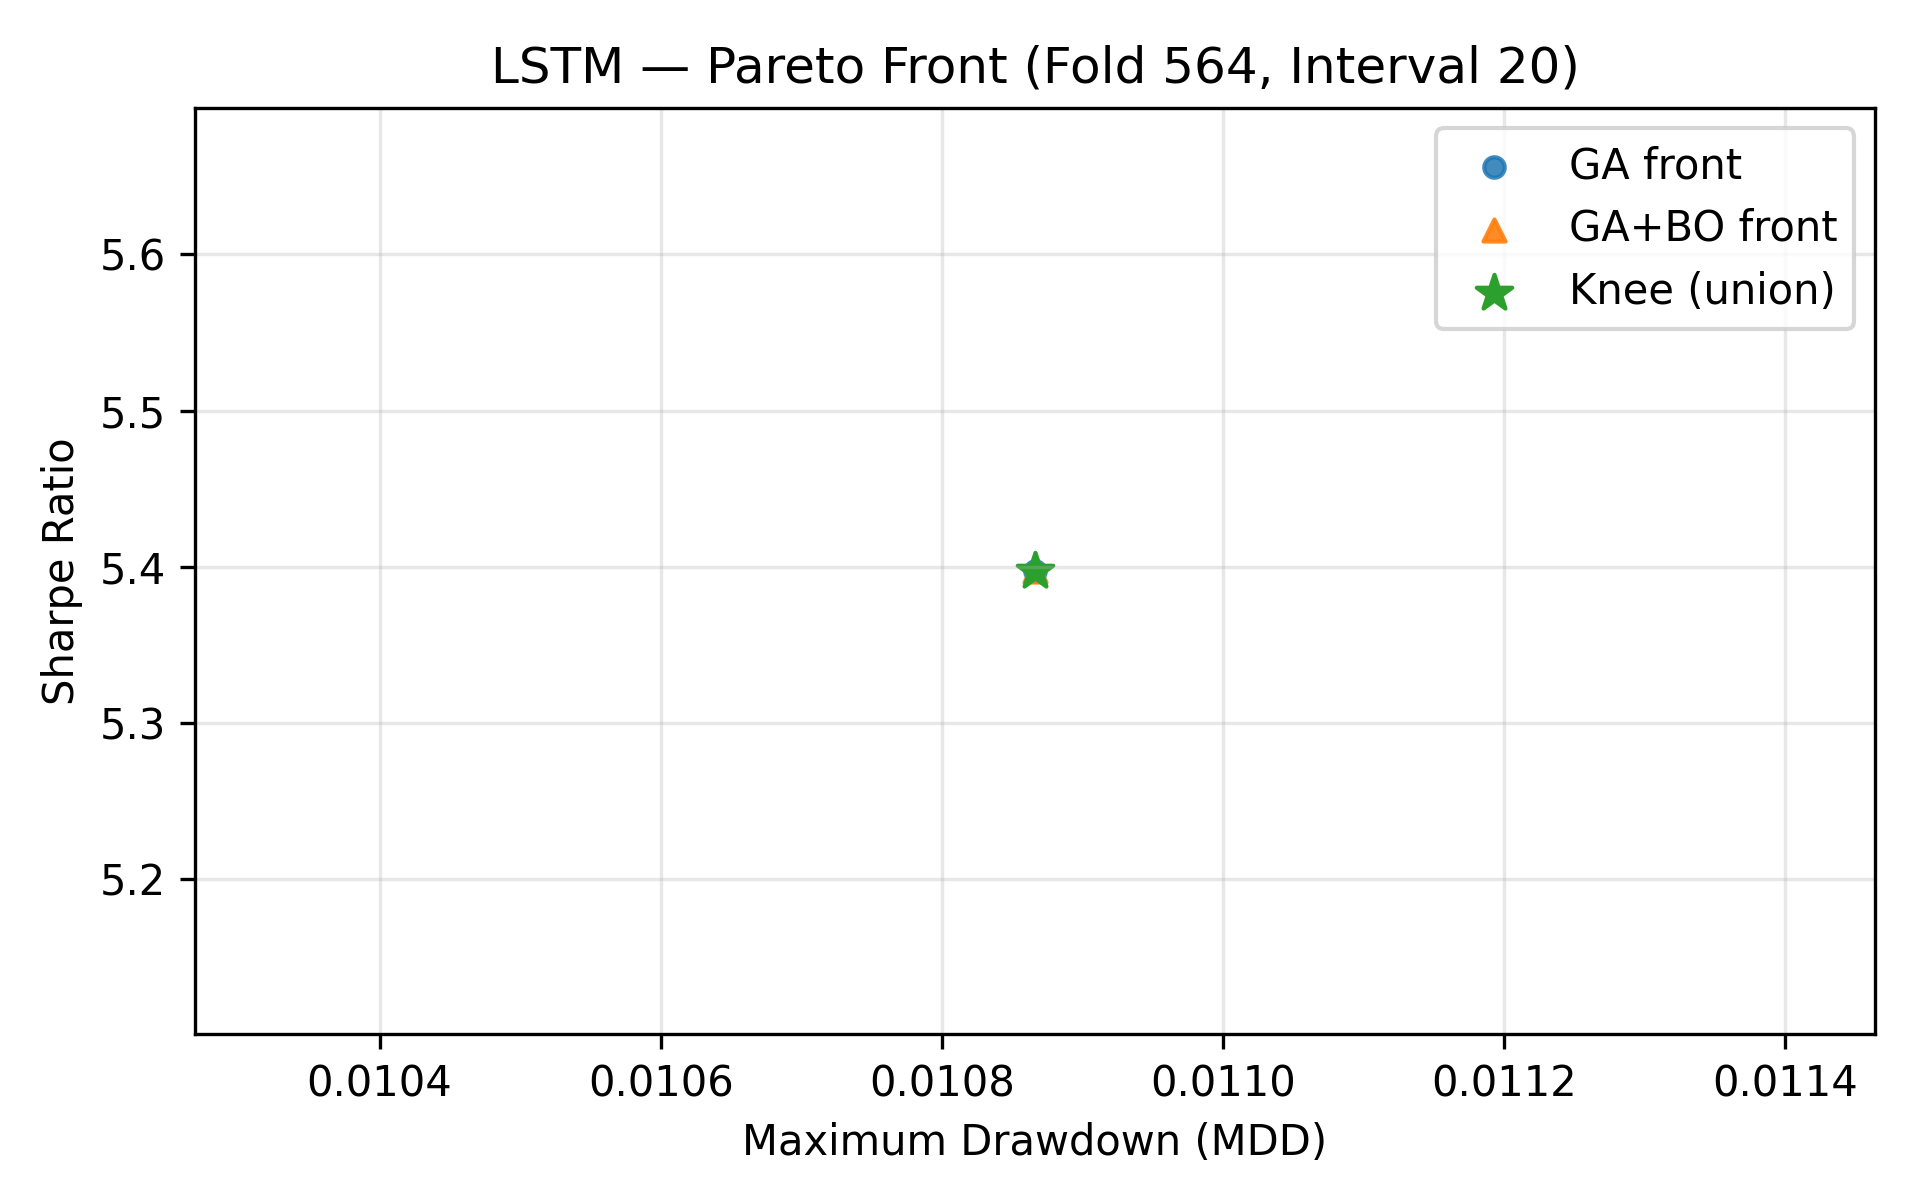 LSTM — Pareto Front (Fold 564, Interval 20)
GA front
GA+BO front
Knee (union)
Sharpe Ratio
5.6
5.5
5.4
5.3
5.2
0.0104
0.0106
0.0108
0.0110
0.0112
0.0114
Maximum Drawdown (MDD)